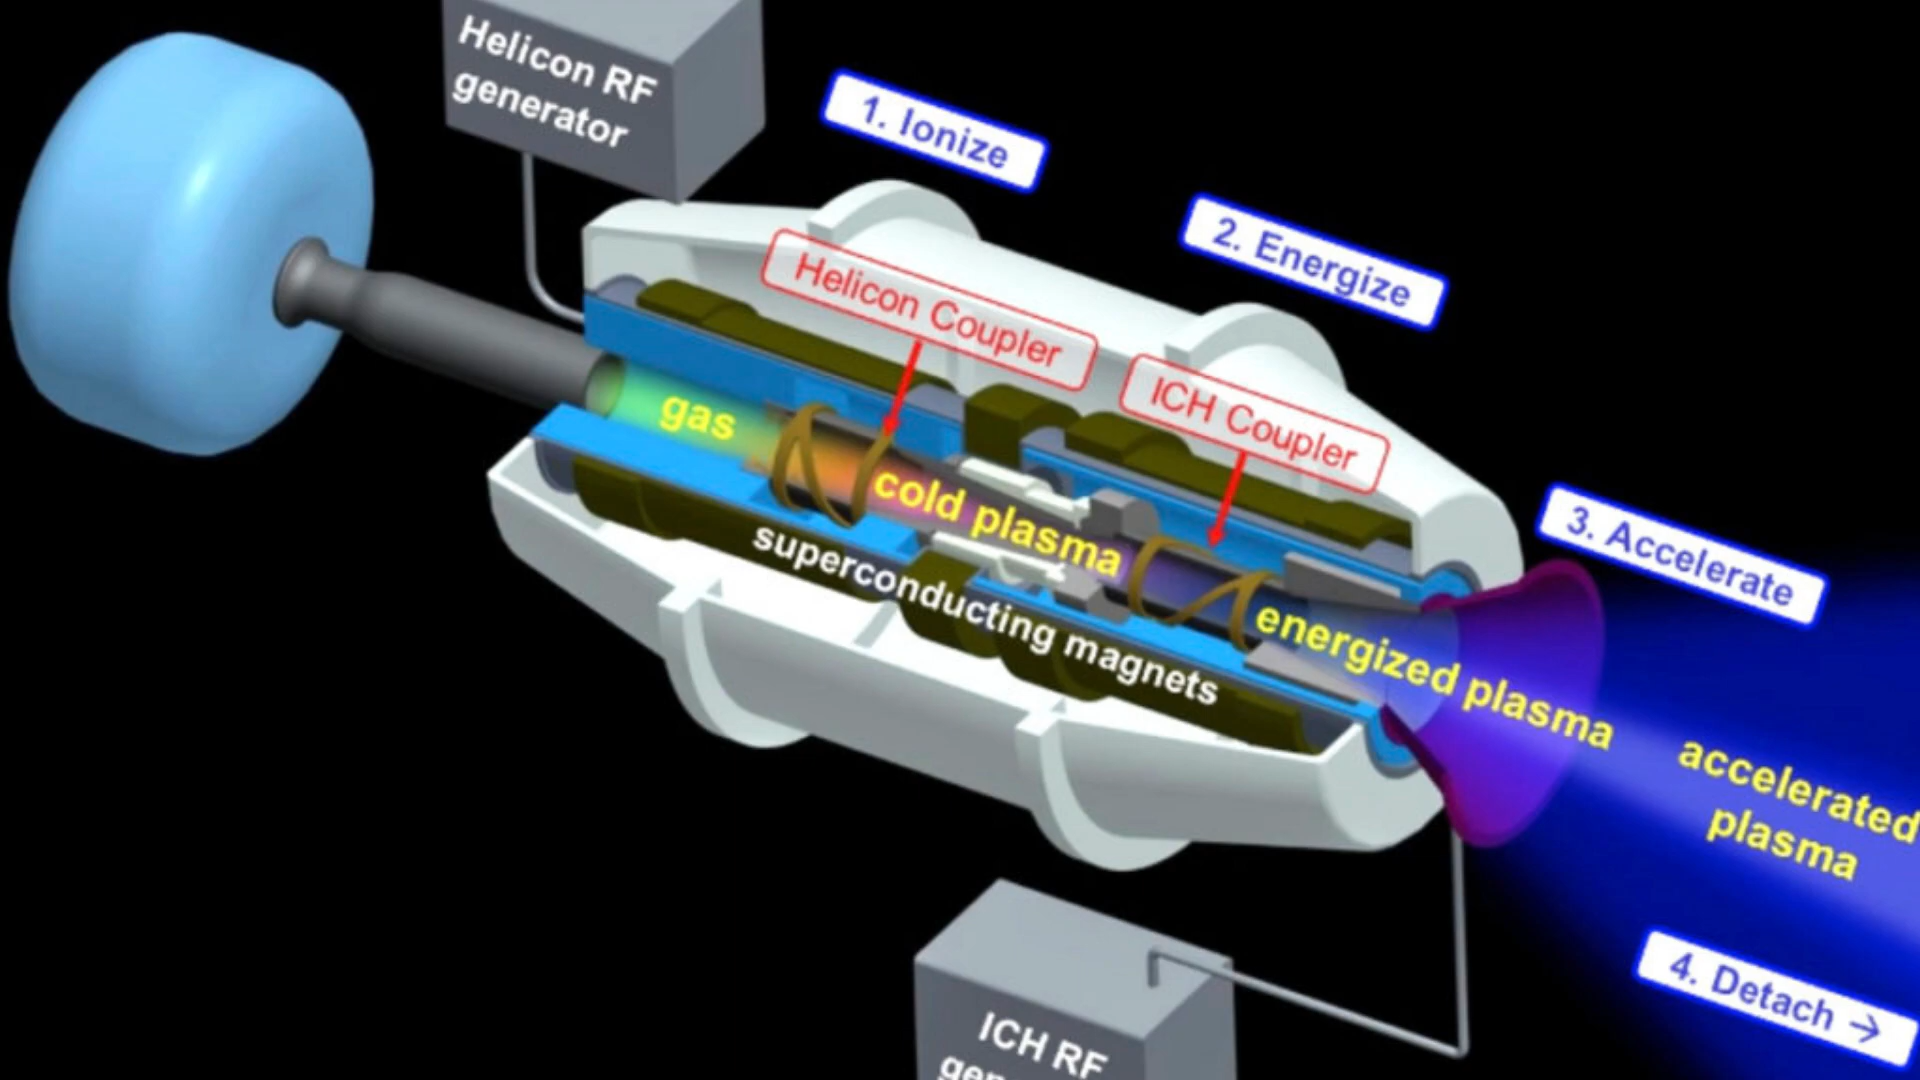 Helicon RF
generator
1. Ionize
2. Energize
Helicon Coupler
ICH Coupler
gas
cold plasma
superconducting magnets
3. Accelerate
energized plasma
accelerated
plasma
4. Detach →
ICH RF